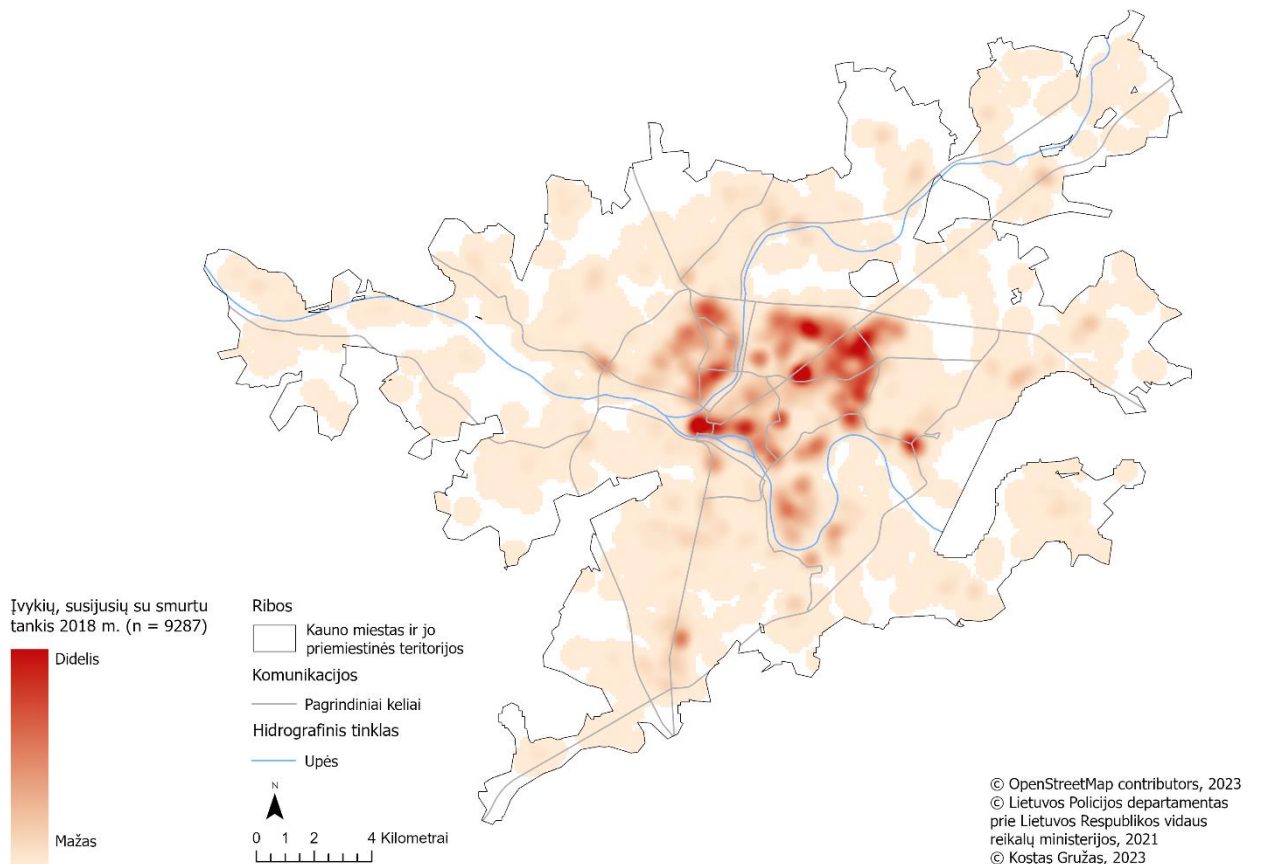 Įvykių, susijusių su smurtu
tankis 2018 m. (n = 9287)
Didelis
Mažas
Ribos
Kauno miestas ir jo
priemiestinės teritorijos
Komunikacijos
Pagrindiniai keliai
Hidrografinis tinklas
Upės
N
0 1 2 4 Kilometrai
© OpenStreetMap contributors, 2023
© Lietuvos Policijos departamentas
prie Lietuvos Respublikos vidaus
reikalų ministerijos, 2021
© Kostas Gružas, 2023